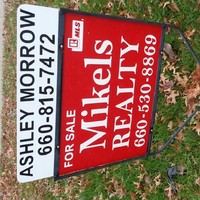 ASHLEY MORROW
660-815-7472
FOR SALE
MLS
Mikels
REALTY
660-530-8869